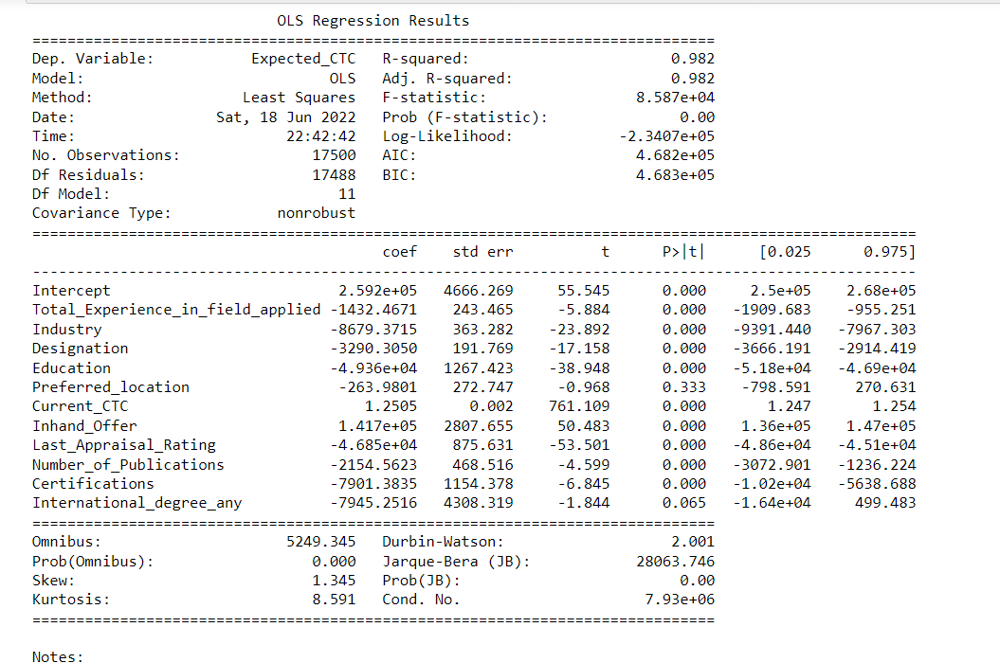 OLS Regression Results
==============================================================================
Dep. Variable: Expected_CTC R-squared: 0.982
Model: OLS Adj. R-squared: 0.982
Method: Least Squares F-statistic: 8.587e+04
Date: Sat, 18 Jun 2022 Prob (F-statistic): 0.00
Time: 22:42:42 Log-Likelihood: -2.3407e+05
No. Observations: 17500 AIC: 4.682e+05
Df Residuals: 17488 BIC: 4.683e+05
Df Model: 11
Covariance Type: nonrobust
=====================================================================================================
coef std err t P>|t| [0.025 0.975]
-----------------------------------------------------------------------------------------------------
Intercept 2.592e+05 4666.269 55.545 0.000 2.5e+05 2.68e+05
Total_Experience_in_field_applied -1432.4671 243.465 -5.884 0.000 -1909.683 -955.251
Industry -8679.3715 363.282 -23.892 0.000 -9391.440 -7967.303
Designation -3290.3050 191.769 -17.158 0.000 -3666.191 -2914.419
Education -4.936e+04 1267.423 -38.948 0.000 -5.18e+04 -4.69e+04
Preferred_location -263.9801 272.747 -0.968 0.333 -798.591 270.631
Current_CTC 1.2505 0.002 761.109 0.000 1.247 1.254
Inhand_Offer 1.417e+05 2807.655 50.483 0.000 1.36e+05 1.47e+05
Last_Appraisal_Rating -4.685e+04 875.631 -53.501 0.000 -4.86e+04 -4.51e+04
Number_of_Publications -2154.5623 468.516 -4.599 0.000 -3072.901 -1236.224
Certifications -7901.3835 1154.378 -6.845 0.000 -1.02e+04 -5638.688
International_degree_any -7945.2516 4308.319 -1.844 0.065 -1.64e+04 499.483
==============================================================================
Omnibus: 5249.345 Durbin-Watson: 2.001
Prob(Omnibus): 0.000 Jarque-Bera (JB): 28063.746
Skew: 1.345 Prob(JB): 0.00
Kurtosis: 8.591 Cond. No. 7.93e+06
==============================================================================
Notes: